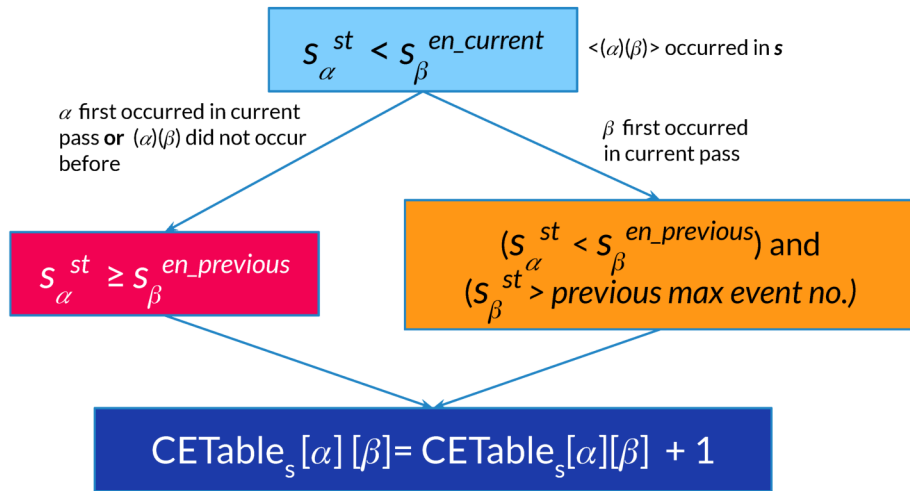 s_α^st < s_β^en_current
<(α)(β)> occurred in s
α first occurred in current
pass or (α)(β) did not occur
before
β first occurred
in current pass
s_α^st ≥ s_β^en_previous
(s_α^st < s_β^en_previous) and
(s_β^st > previous max event no.)
CETable_s [α] [β]= CETable_s[α][β] + 1